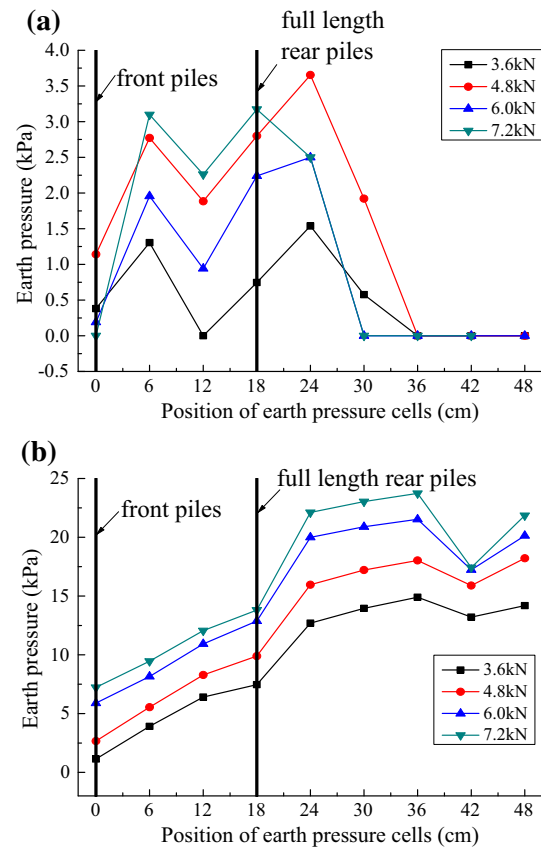 (a)
full length
rear piles
front piles
3.6kN
4.8kN
6.0kN
7.2kN
4.0
3.5
3.0
2.5
2.0
1.5
1.0
0.5
0.0
-0.5
Earth pressure (kPa)
0 6 12 18 24 30 36 42 48
Position of earth pressure cells (cm)
(b)
full length rear piles
front piles
3.6kN
4.8kN
6.0kN
7.2kN
25
20
15
10
5
0
Earth pressure (kPa)
0 6 12 18 24 30 36 42 48
Position of earth pressure cells (cm)